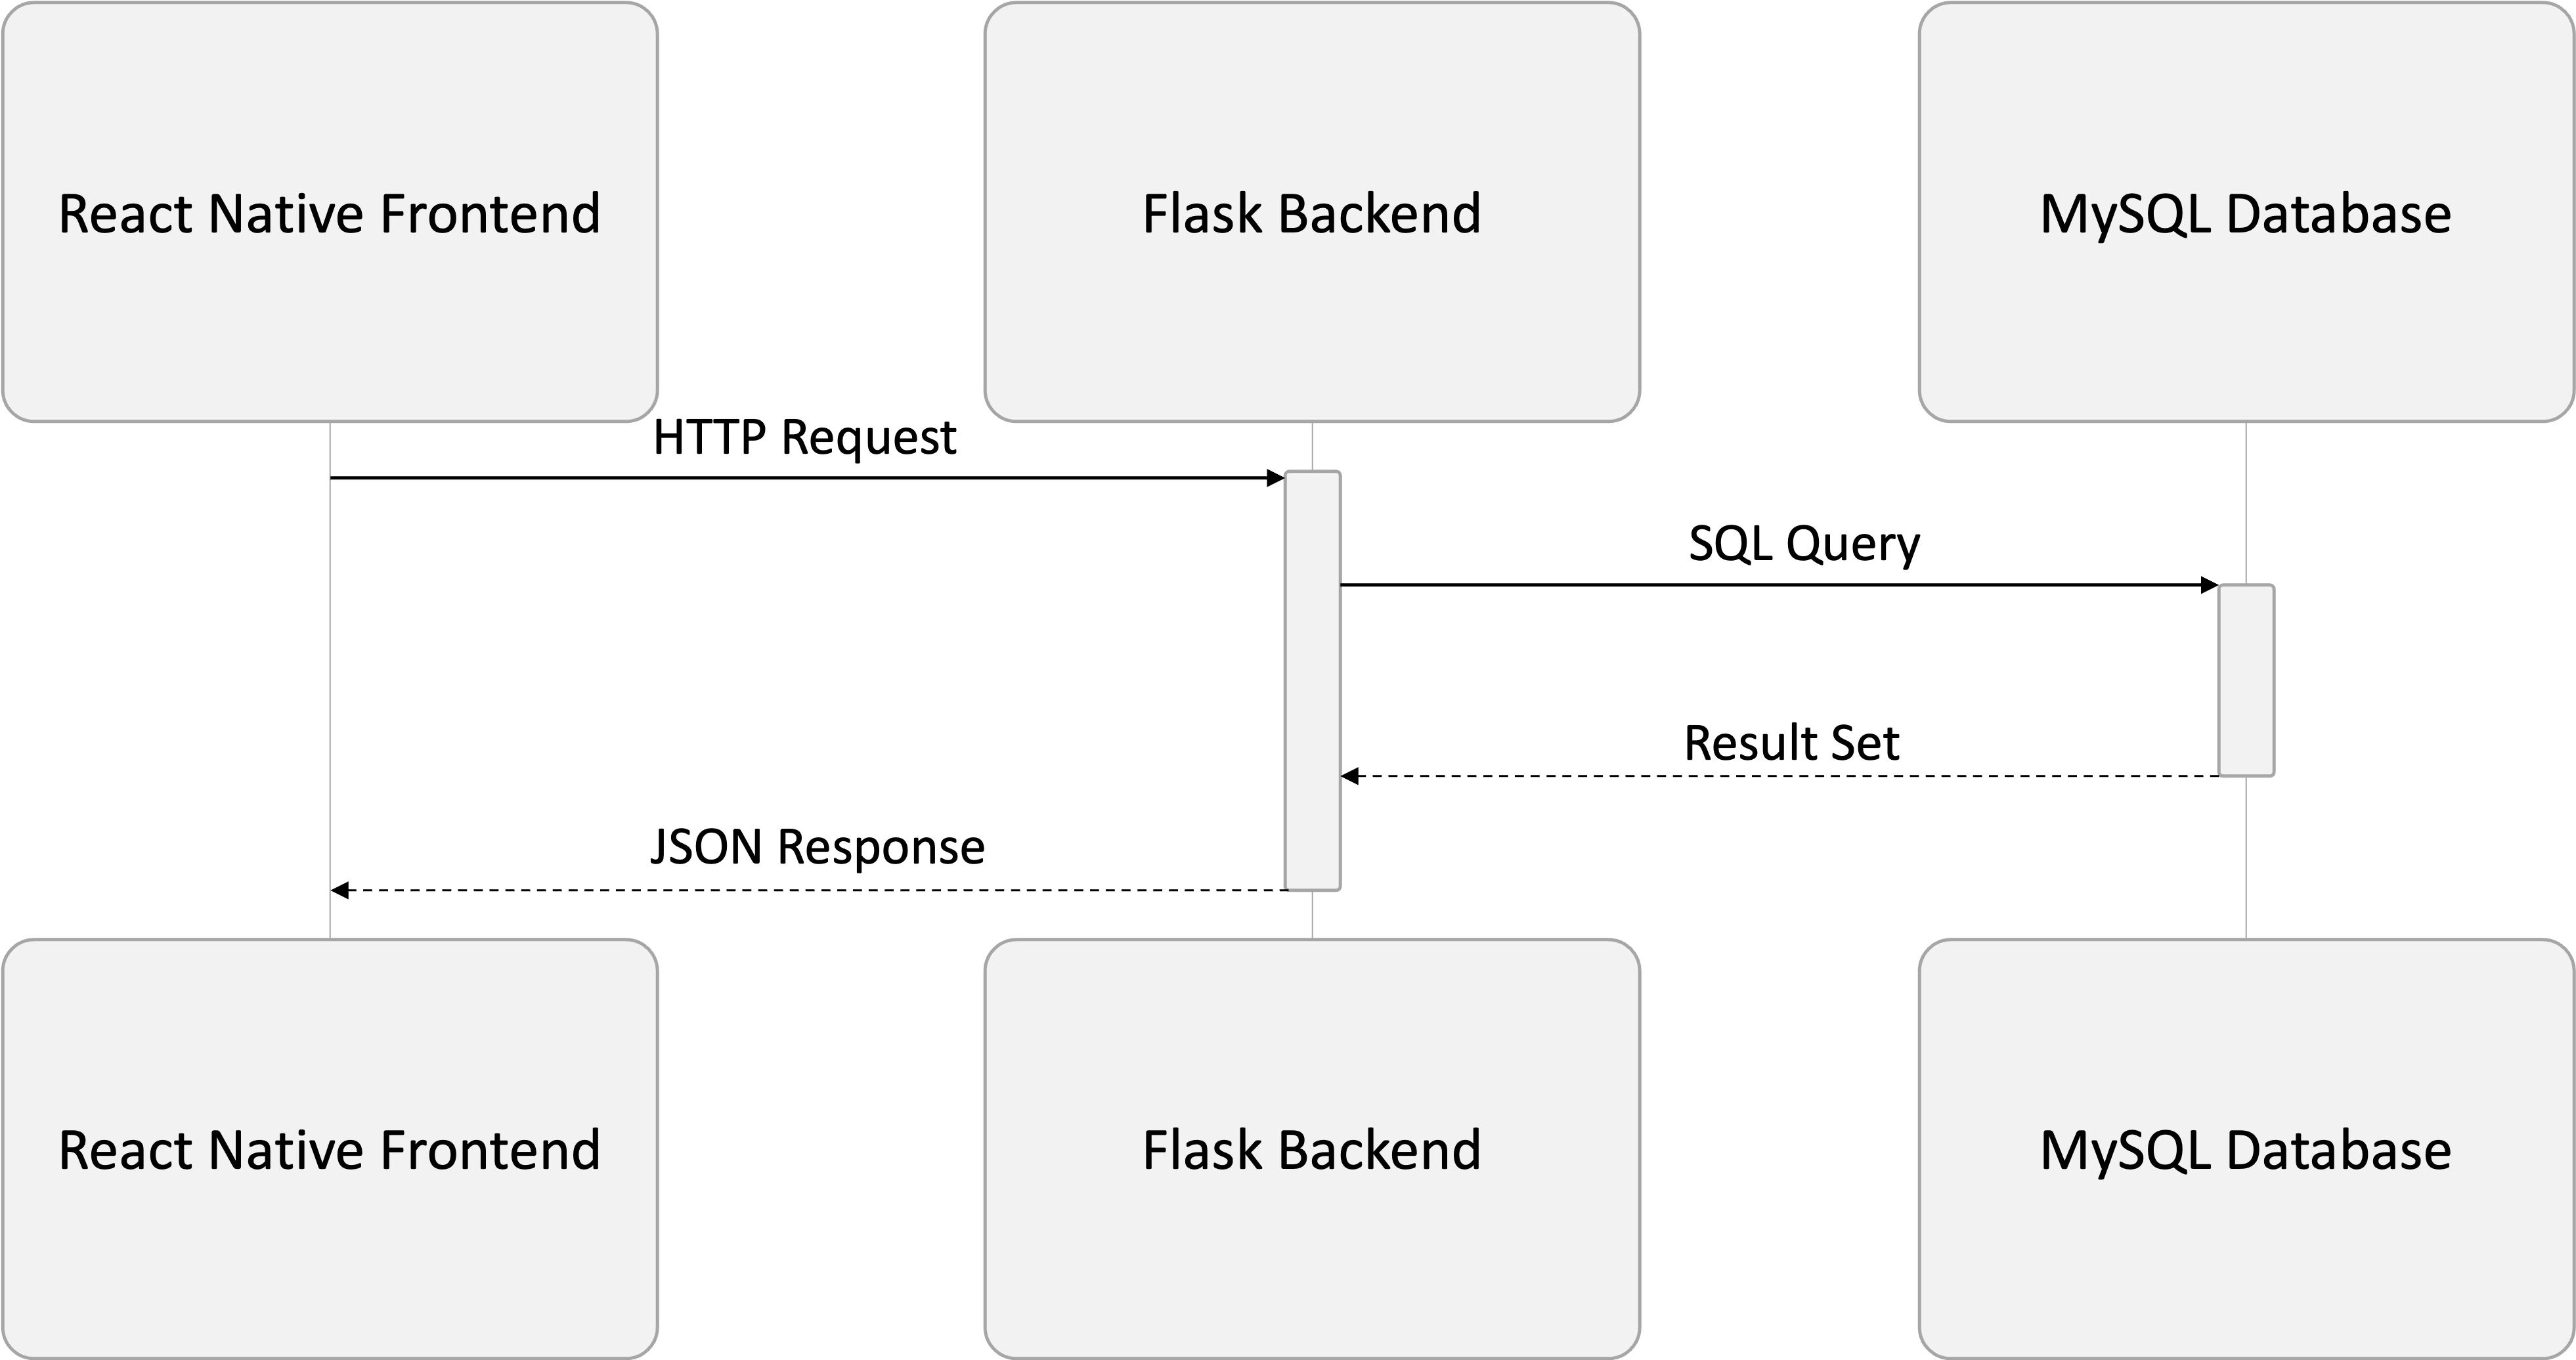 React Native Frontend
Flask Backend
MySQL Database
HTTP Request
SQL Query
Result Set
JSON Response
React Native Frontend
Flask Backend
MySQL Database